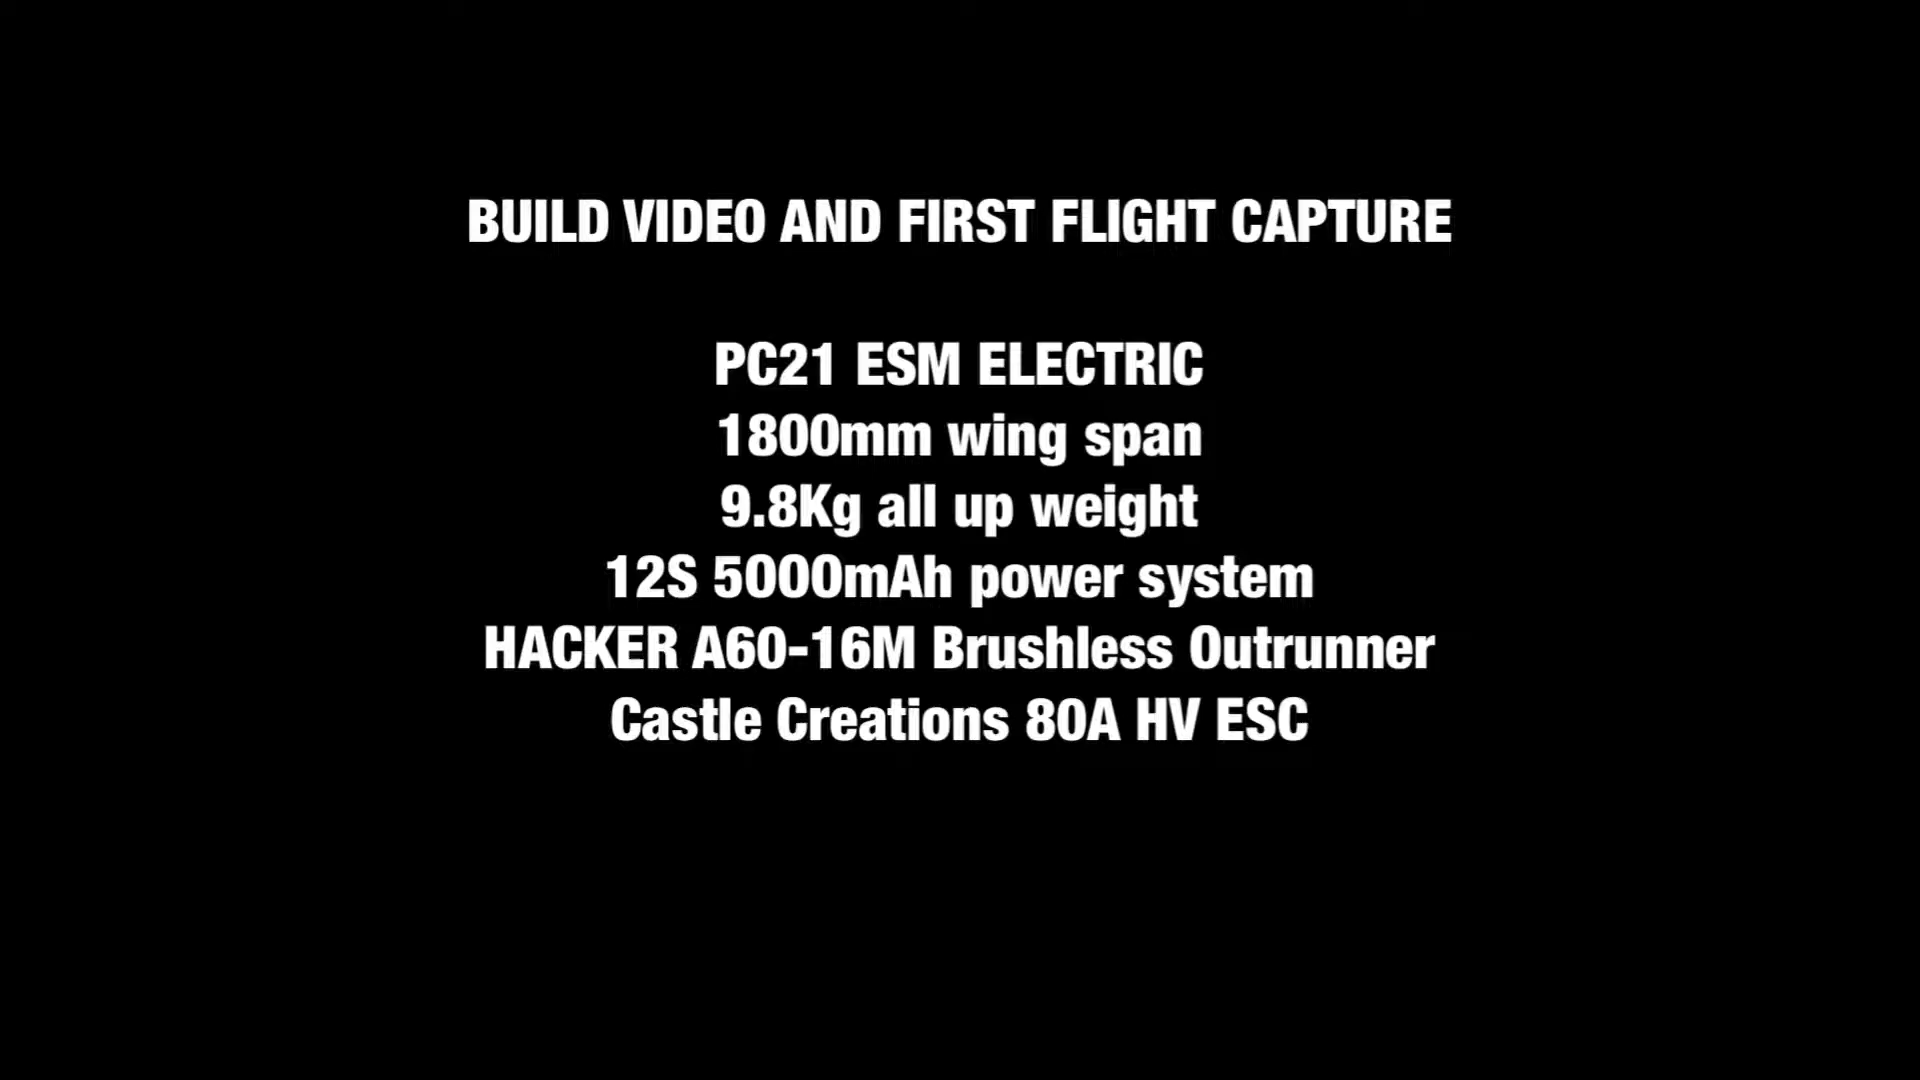 BUILD VIDEO AND FIRST FLIGHT CAPTURE
PC21 ESM ELECTRIC
1800mm wing span
9.8Kg all up weight
12S 5000mAh power system
HACKER A60-16M Brushless Outrunner
Castle Creations 80A HV ESC